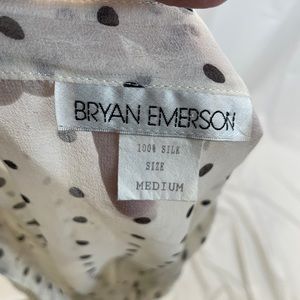 BRYAN EMERSON
100% SILK
SIZE
MEDIUM